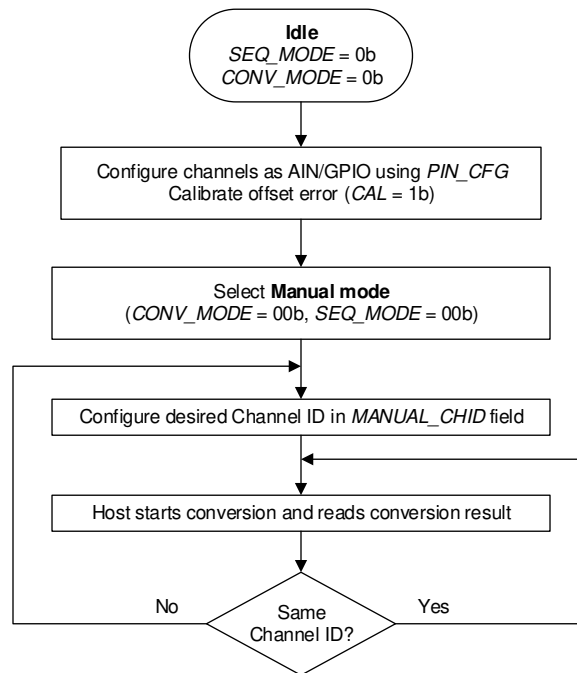 Idle
SEQ_MODE = 0b
CONV_MODE = 0b
Configure channels as AIN/GPIO using PIN_CFG
Calibrate offset error (CAL = 1b)
Select Manual mode
(CONV_MODE = 00b, SEQ_MODE = 00b)
Configure desired Channel ID in MANUAL_CHID field
Host starts conversion and reads conversion result
No
Yes
Same
Channel ID?